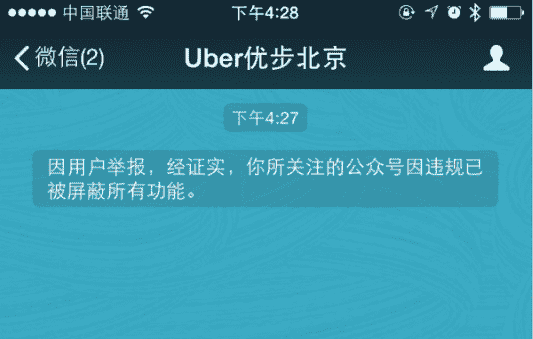 中国联通 下午4:28
微信(2) Uber优步北京
下午4:27
因用户举报，经证实，你所关注的公众号因违规已
被屏蔽所有功能。